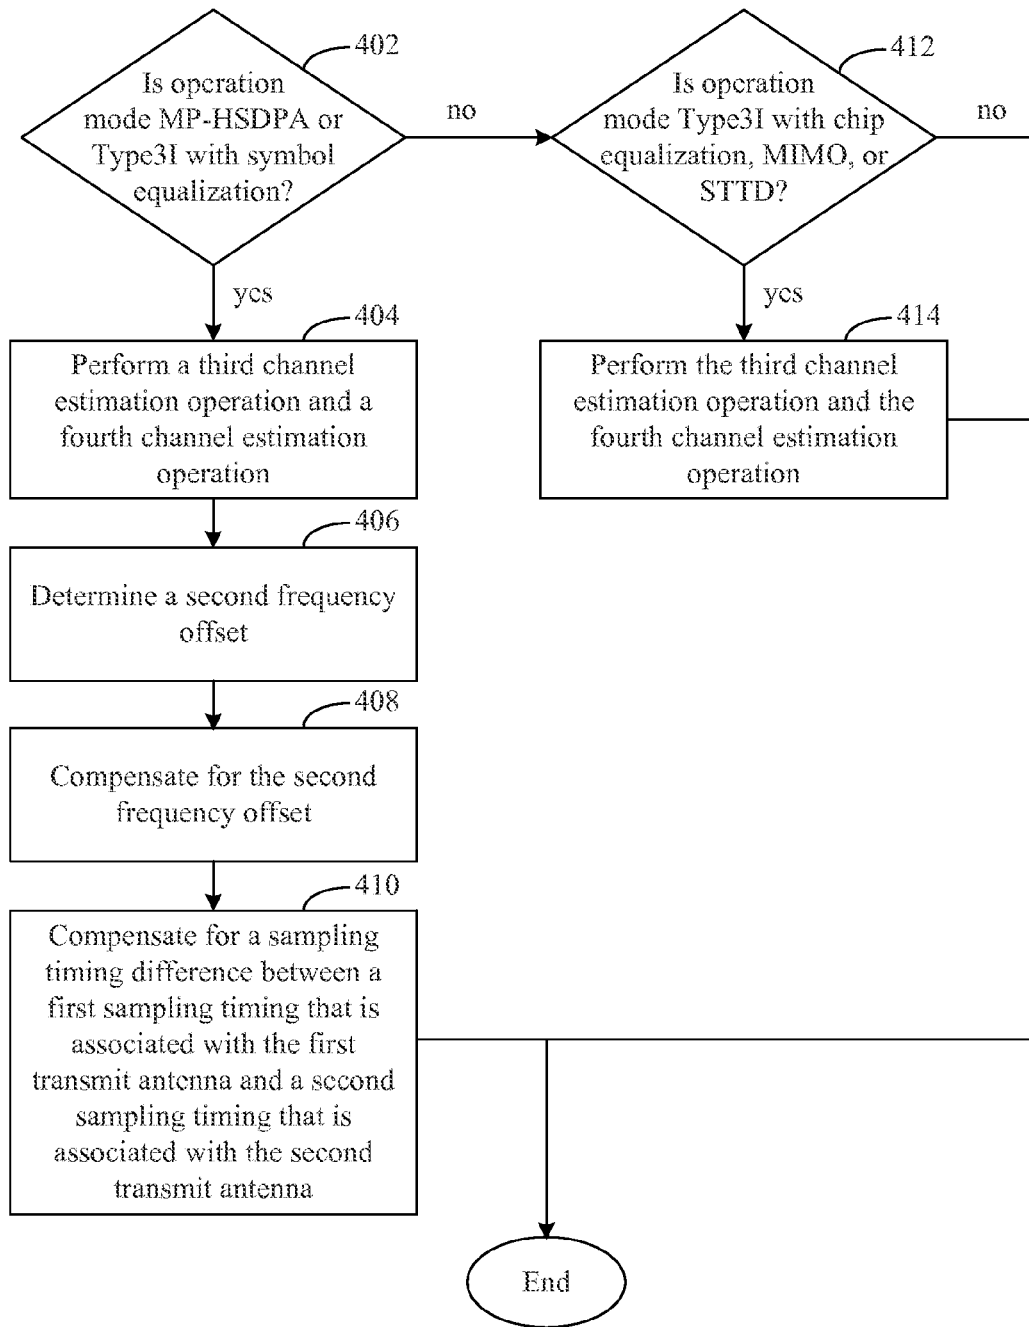 402
Is operation
mode MP-HSDPA or
Type3I with symbol
equalization?
no
yes
412
Is operation
mode Type3I with chip
equalization, MIMO, or
STTD?
no
yes
404
Perform a third channel
estimation operation and a
fourth channel estimation
operation
414
Perform the third channel
estimation operation and the
fourth channel estimation
operation
406
Determine a second frequency
offset
408
Compensate for the second
frequency offset
410
Compensate for a sampling
timing difference between a
first sampling timing that is
associated with the first
transmit antenna and a second
sampling timing that is
associated with the second
transmit antenna
End